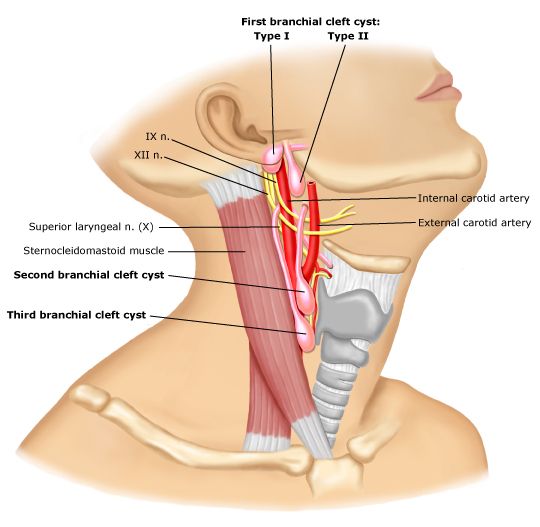 First branchial cleft cyst:
Type I Type II
IX n.
XII n.
Internal carotid artery
Superior laryngeal n. (X)
External carotid artery
Sternocleidomastoid muscle
Second branchial cleft cyst
Third branchial cleft cyst